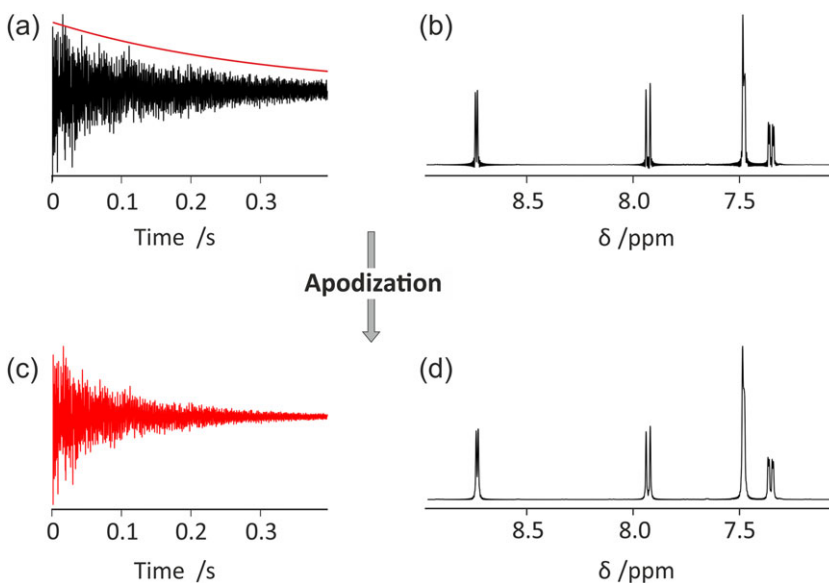 (a)
(b)
0 0.1 0.2 0.3
8.5 8.0 7.5
Time /s
δ /ppm
Apodization
(c)
(d)
0 0.1 0.2 0.3
8.5 8.0 7.5
Time /s
δ /ppm